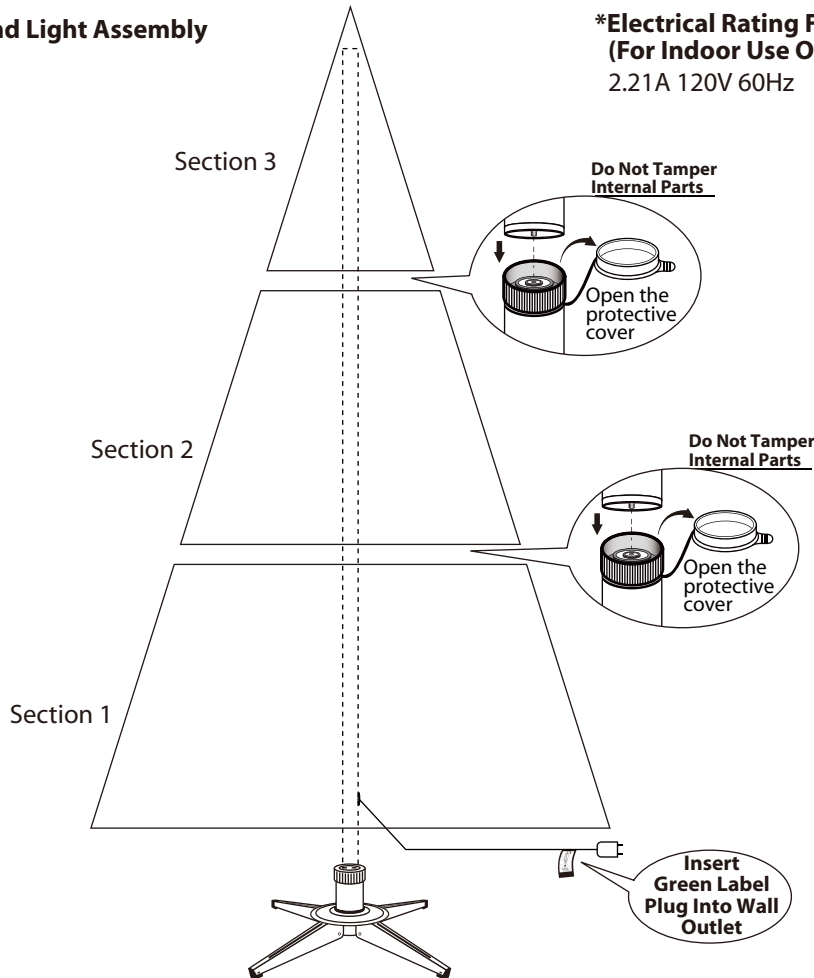 nd Light Assembly
*Electrical Rating F
(For Indoor Use O
2.21A 120V 60Hz
Section 3
Do Not Tamper
Internal Parts
Open the
protective
cover
Section 2
Do Not Tamper
Internal Parts
Open the
protective
cover
Section 1
Insert
Green Label
Plug Into Wall
Outlet